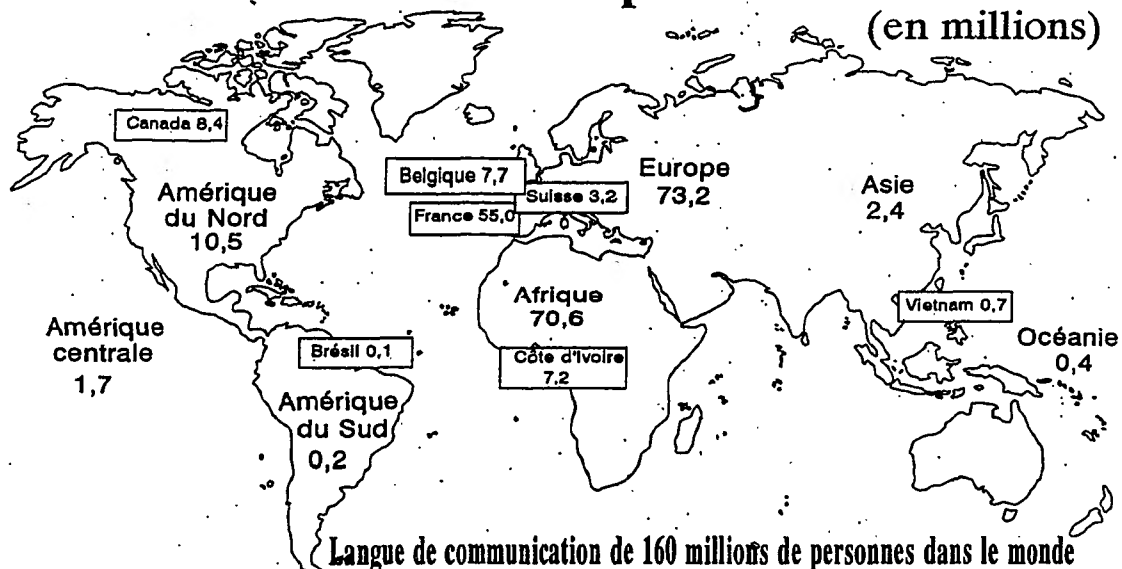 (en millions)
Canada 8,4
Belgique 7,7
Europe
73,2
Suisse 3,2
Asie
2,4
Amérique
du Nord
10,5
France 55,0
Afrique
70,6
Vietnam 0,7
Amérique
centrale
1,7
Brésil 0,1
Côte d'Ivoire
7,2
Océanie
0,4
Amérique
du Sud
0,2
Langue de communication de 160 millions de personnes dans le monde